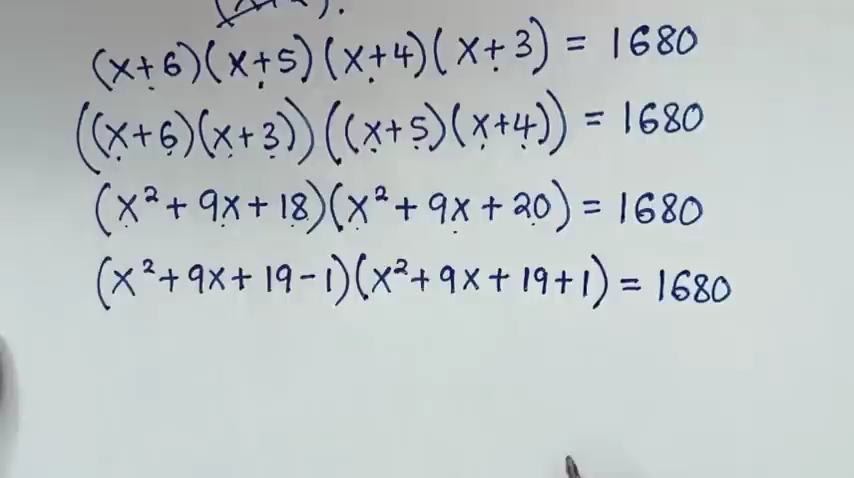 (x+6)(x+5)(x+4)(x+3) = 1680
((x+6)(x+3))((x+5)(x+4)) = 1680
(x²+9x+18)(x²+9x+20) = 1680
(x²+9x+19-1)(x²+9x+19+1) = 1680